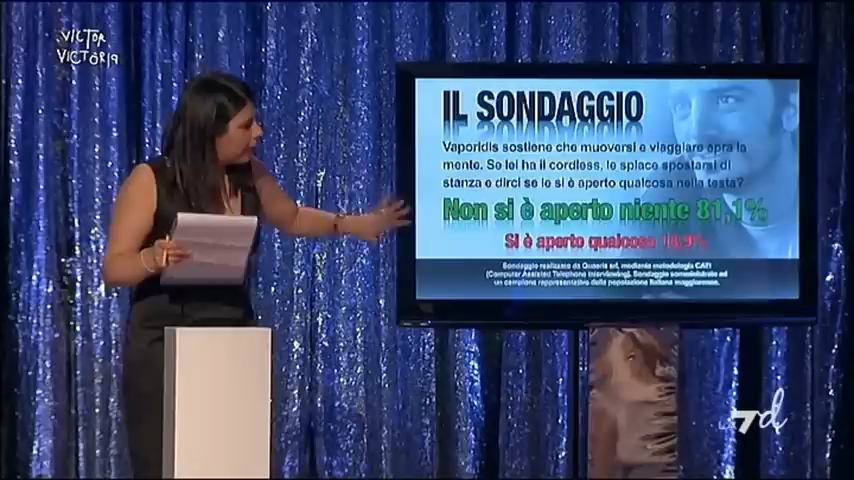 VICTOR
VICTÒRIA
IL SONDAGGIO
Vaporidis sostiene che muoversi e viaggiare apra la
mente. Se lei ha il cordless, le spiace spostarsi di
stanza e dirci se le si è aperto qualcosa nella testa?
Non si è aperto niente 81,1%
Si è aperto qualcosa 18,9%
Sondaggio realizzato da Quaeris srl, mediante metodologia CATI
(Computer Assisted Telephone Interviewing). Sondaggio somministrato ad
un campione rappresentativo della popolazione italiana maggiorenne.
7d